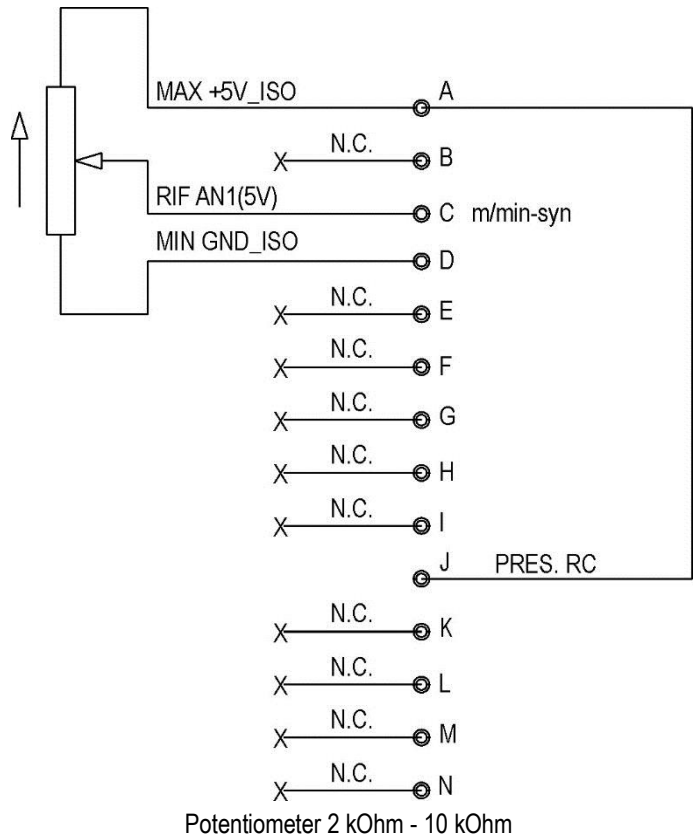 MAX +5V_ISO A
N.C. B
RIF AN1(5V) C m/min-syn
MIN GND_ISO D
N.C. E
N.C. F
N.C. G
N.C. H
N.C. I
J PRES. RC
N.C. K
N.C. L
N.C. M
N.C. N
Potentiometer 2 kOhm - 10 kOhm